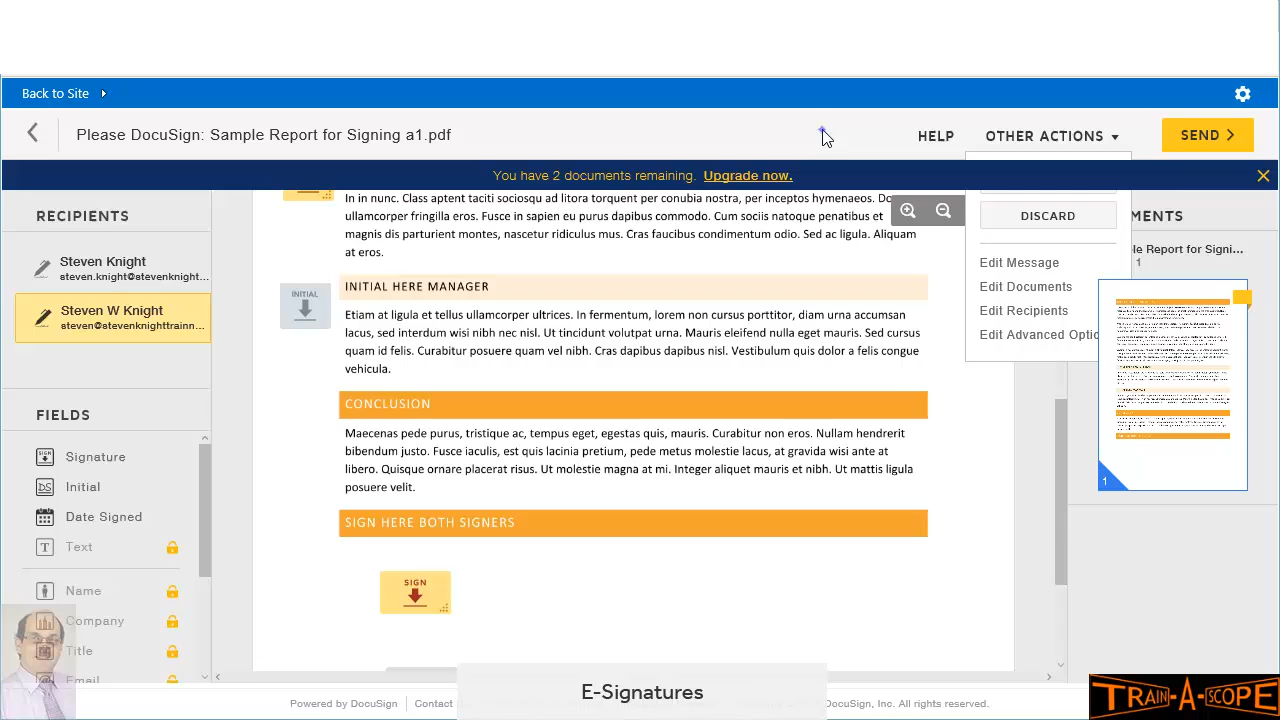 Back to Site
Please DocuSign: Sample Report for Signing a1.pdf
HELP
OTHER ACTIONS
SEND
You have 2 documents remaining. Upgrade now.
RECIPIENTS
Steven Knight
steven.knight@stevenknight...
Steven W Knight
steven@stevenknighttrainn...
FIELDS
Signature
Initial
Date Signed
Text
Name
Company
Title
Email
In in nunc. Class aptent taciti sociosqu ad litora torquent per conubia nostra, per inceptos hymenaeos.
ullamcorper fringilla eros. Fusce in sapien eu purus dapibus commodo. Cum sociis natoque penatibus et
magnis dis parturient montes, nascetur ridiculus mus. Cras faucibus condimentum odio. Sed ac ligula. Aliquam
at eros.
INITIAL
INITIAL HERE MANAGER
Etiam at ligula et tellus ullamcorper ultrices. In fermentum, lorem non cursus porttitor, diam urna accumsan
lacus, sed interdum wisi nibh nec nisl. Ut tincidunt volutpat urna. Mauris eleifend nulla eget mauris. Sed cursus
quam id felis. Curabitur posuere quam vel nibh. Cras dapibus dapibus nisl. Vestibulum quis dolor a felis congue
vehicula.
CONCLUSION
Maecenas pede purus, tristique ac, tempus eget, egestas quis, mauris. Curabitur non eros. Nullam hendrerit
bibendum justo. Fusce iaculis, est quis lacinia pretium, pede metus molestie lacus, at gravida wisi ante at
libero. Quisque ornare placerat risus. Ut molestie magna at mi. Integer aliquet mauris et nibh. Ut mattis ligula
posuere velit.
SIGN HERE BOTH SIGNERS
SIGN
DISCARD
Edit Message
Edit Documents
Edit Recipients
Edit Advanced Optio
MENTS
le Report for Signi...
1
1
Powered by DocuSign
Contact
E-Signatures
DocuSign, Inc. All rights reserved.
TRAIN-A-SCOPE